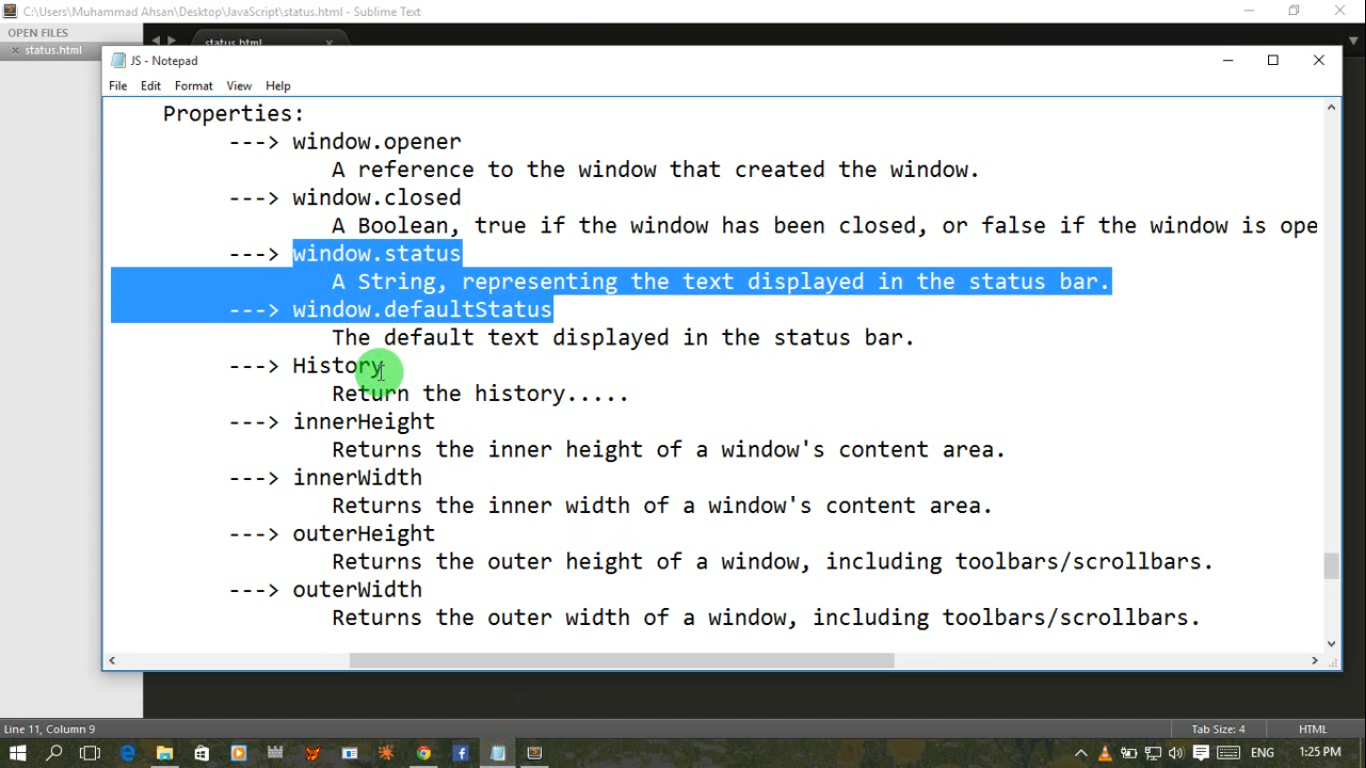 C:\Users\Muhammad Ahsan\Desktop\JavaScript\status.html - Sublime Text
OPEN FILES
× status.html
status.html ×
JS - Notepad
File Edit Format View Help
Properties:
---> window.opener
A reference to the window that created the window.
---> window.closed
A Boolean, true if the window has been closed, or false if the window is ope
---> window.status
A String, representing the text displayed in the status bar.
---> window.defaultStatus
The default text displayed in the status bar.
---> History
Return the history.....
---> innerHeight
Returns the inner height of a window's content area.
---> innerWidth
Returns the inner width of a window's content area.
---> outerHeight
Returns the outer height of a window, including toolbars/scrollbars.
---> outerWidth
Returns the outer width of a window, including toolbars/scrollbars.
Line 11, Column 9 Tab Size: 4 HTML
ENG 1:25 PM